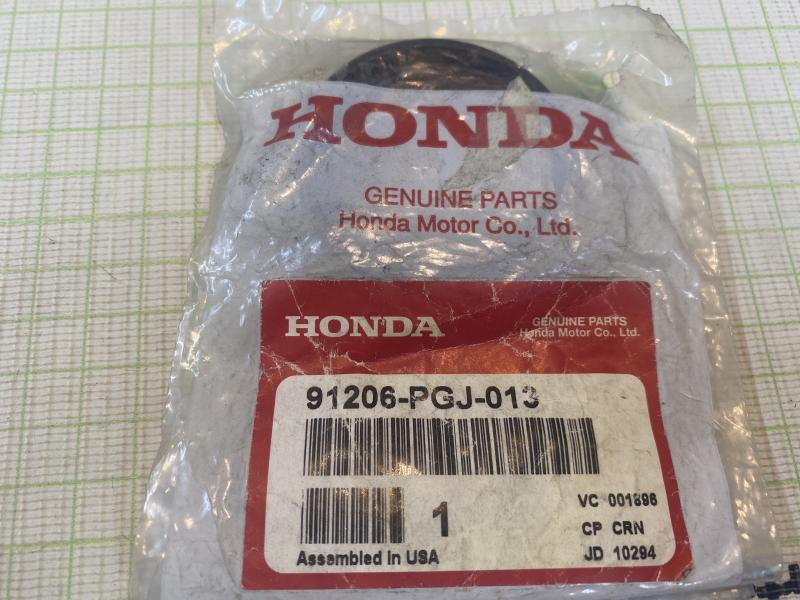 HONDA
GENUINE PARTS
Honda Motor Co., Ltd.
HONDA
GENUINE PARTS
Honda Motor Co., Ltd.
91206-PGJ-013
1
VC 001896
CP CRN
JD 10294
Assembled in USA